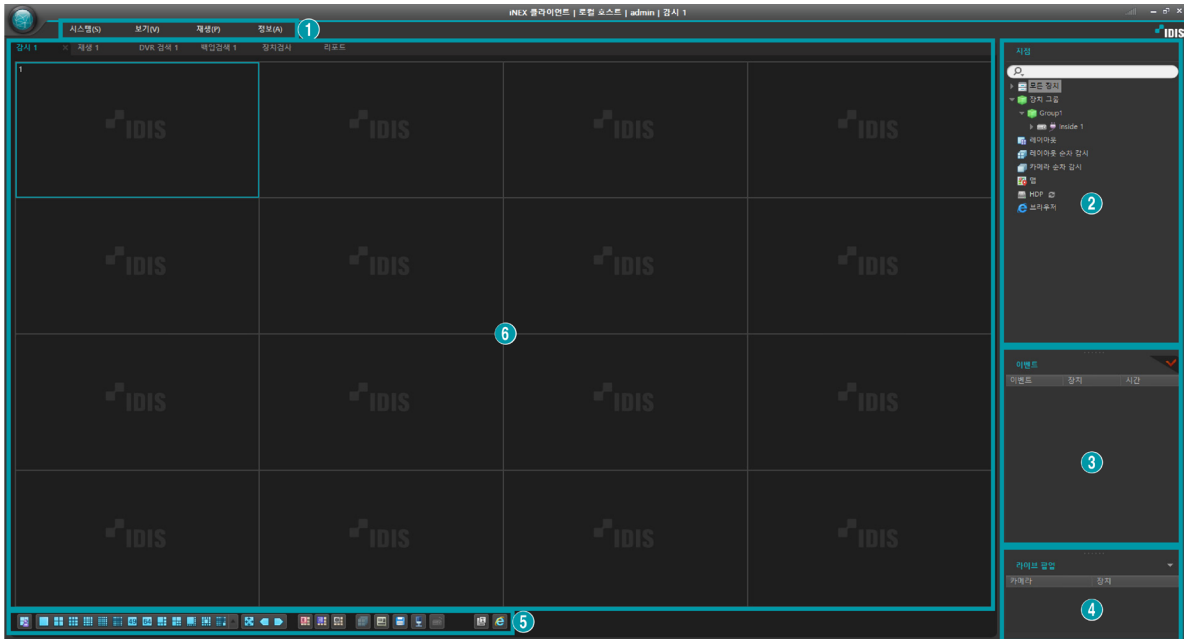 iNEX 클라이언트 | 로컬 호스트 | admin | 감시 1
시스템(S) 보기(V) 재생(P) 정보(A) 1
IDIS
감시 1 × 재생 1 DVR 검색 1 백업검색 1 장치검사 리포트
1
IDIS IDIS IDIS IDIS
IDIS IDIS IDIS IDIS
6
IDIS IDIS IDIS IDIS
IDIS IDIS IDIS IDIS
지점
모든 장치
장치 그룹
Group1
Inside 1
레이아웃
레이아웃 순차 감시
카메라 순차 감시
맵
HDP
브라우저
2
이벤트
이벤트 장치 시간
3
라이브 팝업
카메라 장치
4
49 64 5